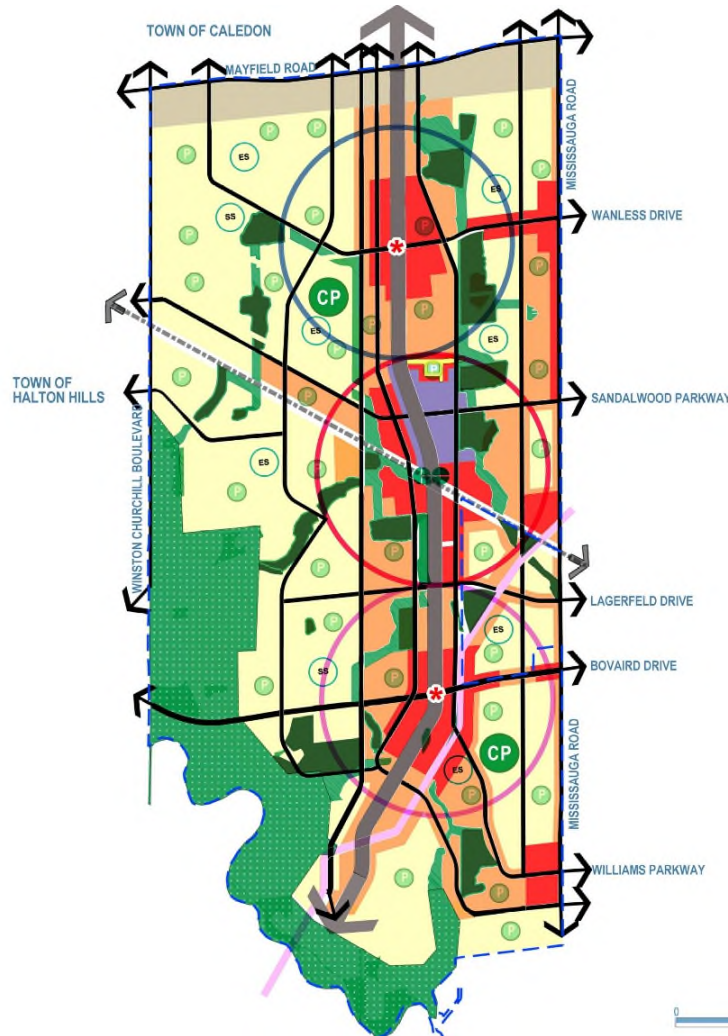 TOWN OF CALEDON
MAYFIELD ROAD
MISSISSAUGA ROAD
P
P
P
P
ES
P
P
ES
P
SS
P
P
WANLESS DRIVE
P
P
P
CP
P
P
ES
ES
P
P
P
TOWN OF
HALTON HILLS
WINSTON CHURCHILL BOULEVARD
P
P
SANDALWOOD PARKWAY
P
ES
P
P
P
P
P
P
LAGERFELD DRIVE
ES
P
P
SS
P
BOVAIRD DRIVE
P
P
CP
MISSISSAUGA ROAD
ES
P
P
P
WILLIAMS PARKWAY
P
P
P
0